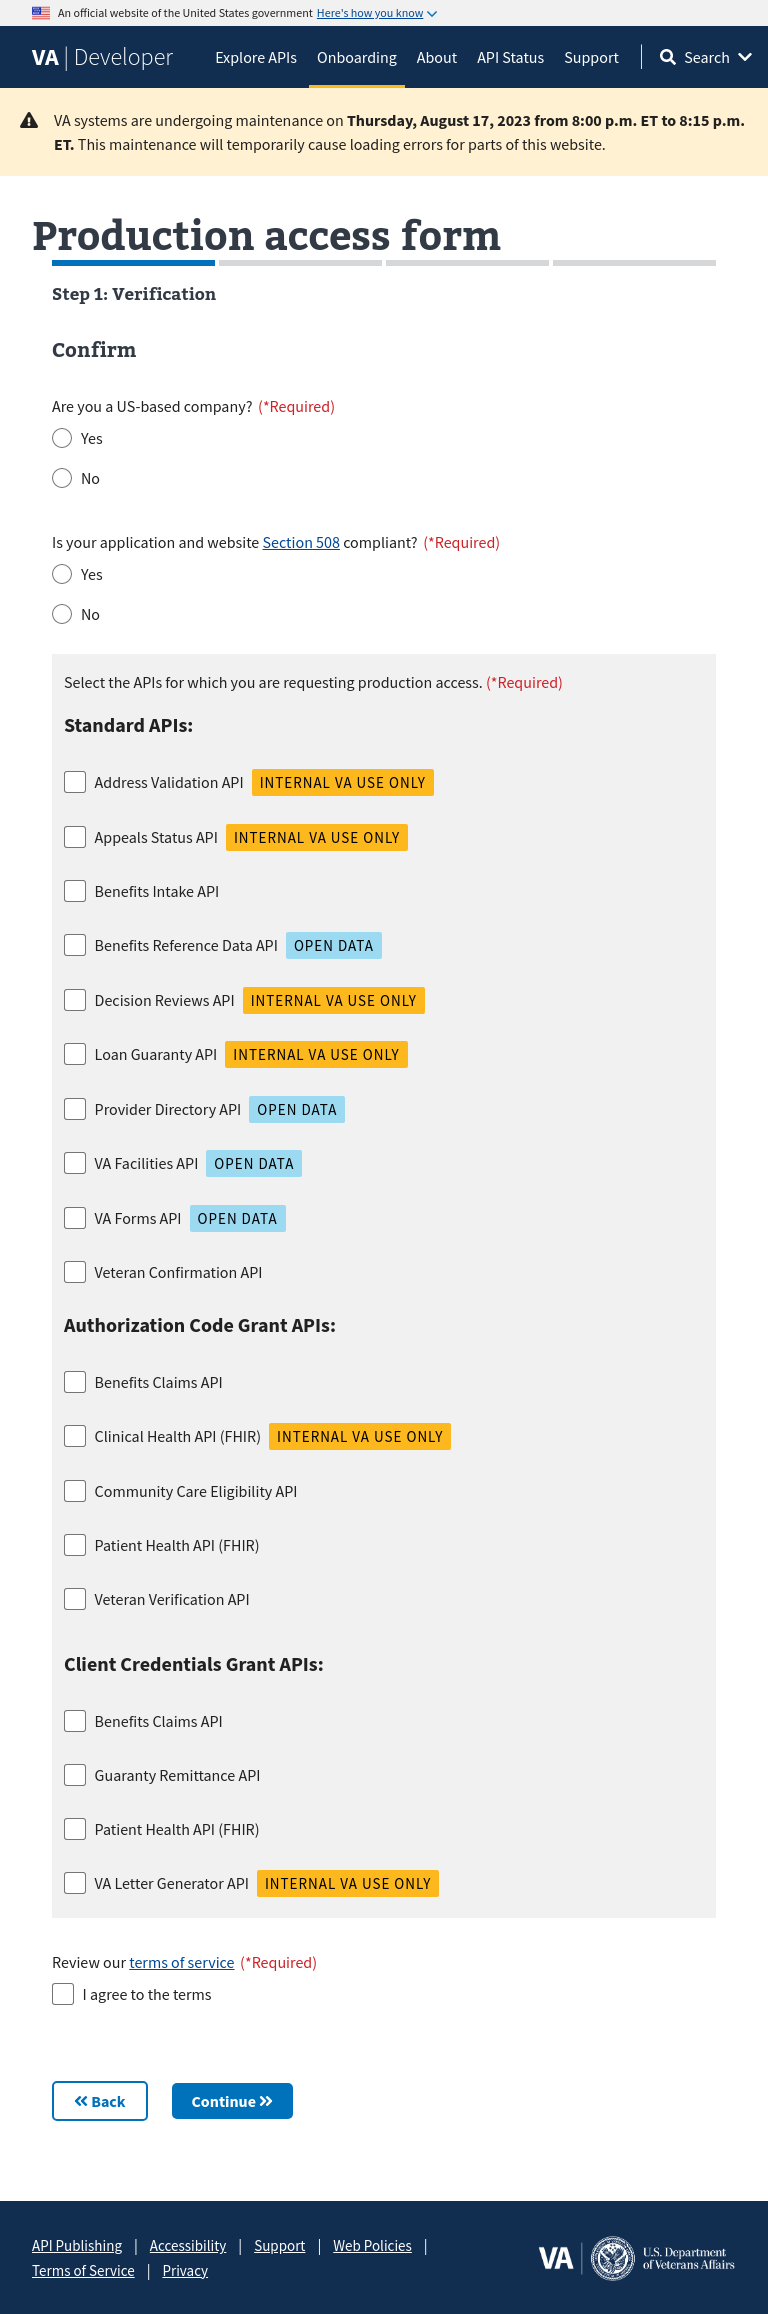 An official website of the United States government Here's how you know
VA | Developer Explore APIs Onboarding About API Status Support Search
VA systems are undergoing maintenance on Thursday, August 17, 2023 from 8:00 p.m. ET to 8:15 p.m.
ET. This maintenance will temporarily cause loading errors for parts of this website.
Production access form
Step 1: Verification
Confirm
Are you a US-based company? (*Required)
Yes
No
Is your application and website Section 508 compliant? (*Required)
Yes
No
Select the APIs for which you are requesting production access. (*Required)
Standard APIs:
Address Validation API INTERNAL VA USE ONLY
Appeals Status API INTERNAL VA USE ONLY
Benefits Intake API
Benefits Reference Data API OPEN DATA
Decision Reviews API INTERNAL VA USE ONLY
Loan Guaranty API INTERNAL VA USE ONLY
Provider Directory API OPEN DATA
VA Facilities API OPEN DATA
VA Forms API OPEN DATA
Veteran Confirmation API
Authorization Code Grant APIs:
Benefits Claims API
Clinical Health API (FHIR) INTERNAL VA USE ONLY
Community Care Eligibility API
Patient Health API (FHIR)
Veteran Verification API
Client Credentials Grant APIs:
Benefits Claims API
Guaranty Remittance API
Patient Health API (FHIR)
VA Letter Generator API INTERNAL VA USE ONLY
Review our terms of service (*Required)
I agree to the terms
Back Continue
API Publishing | Accessibility | Support | Web Policies |
Terms of Service | Privacy
VA | U.S. Department
of Veterans Affairs